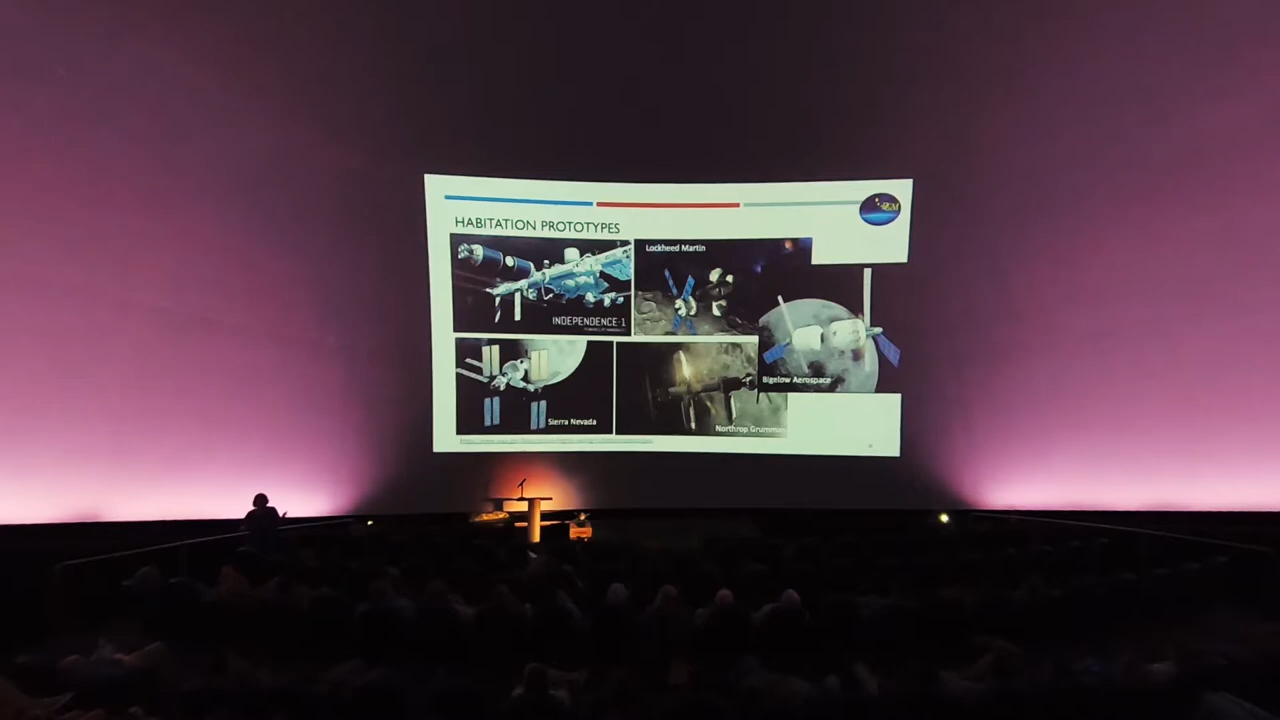 HABITATION PROTOTYPES
Lockheed Martin
INDEPENDENCE-1
Bigelow Aerospace
Sierra Nevada
Northrop Grumman